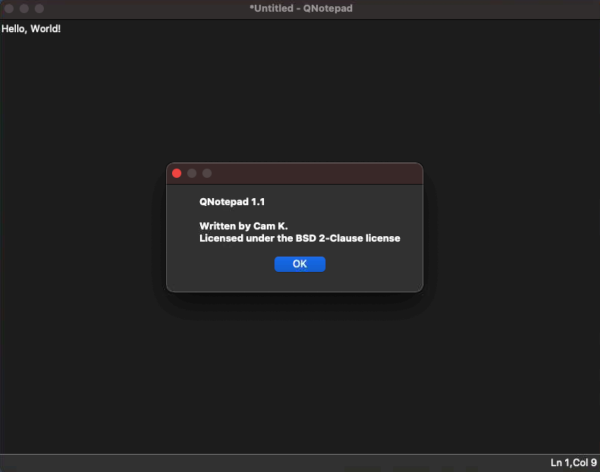 *Untitled - QNotepad
Hello, World!
QNotepad 1.1
Written by Cam K.
Licensed under the BSD 2-Clause license
OK
Ln 1,Col 9